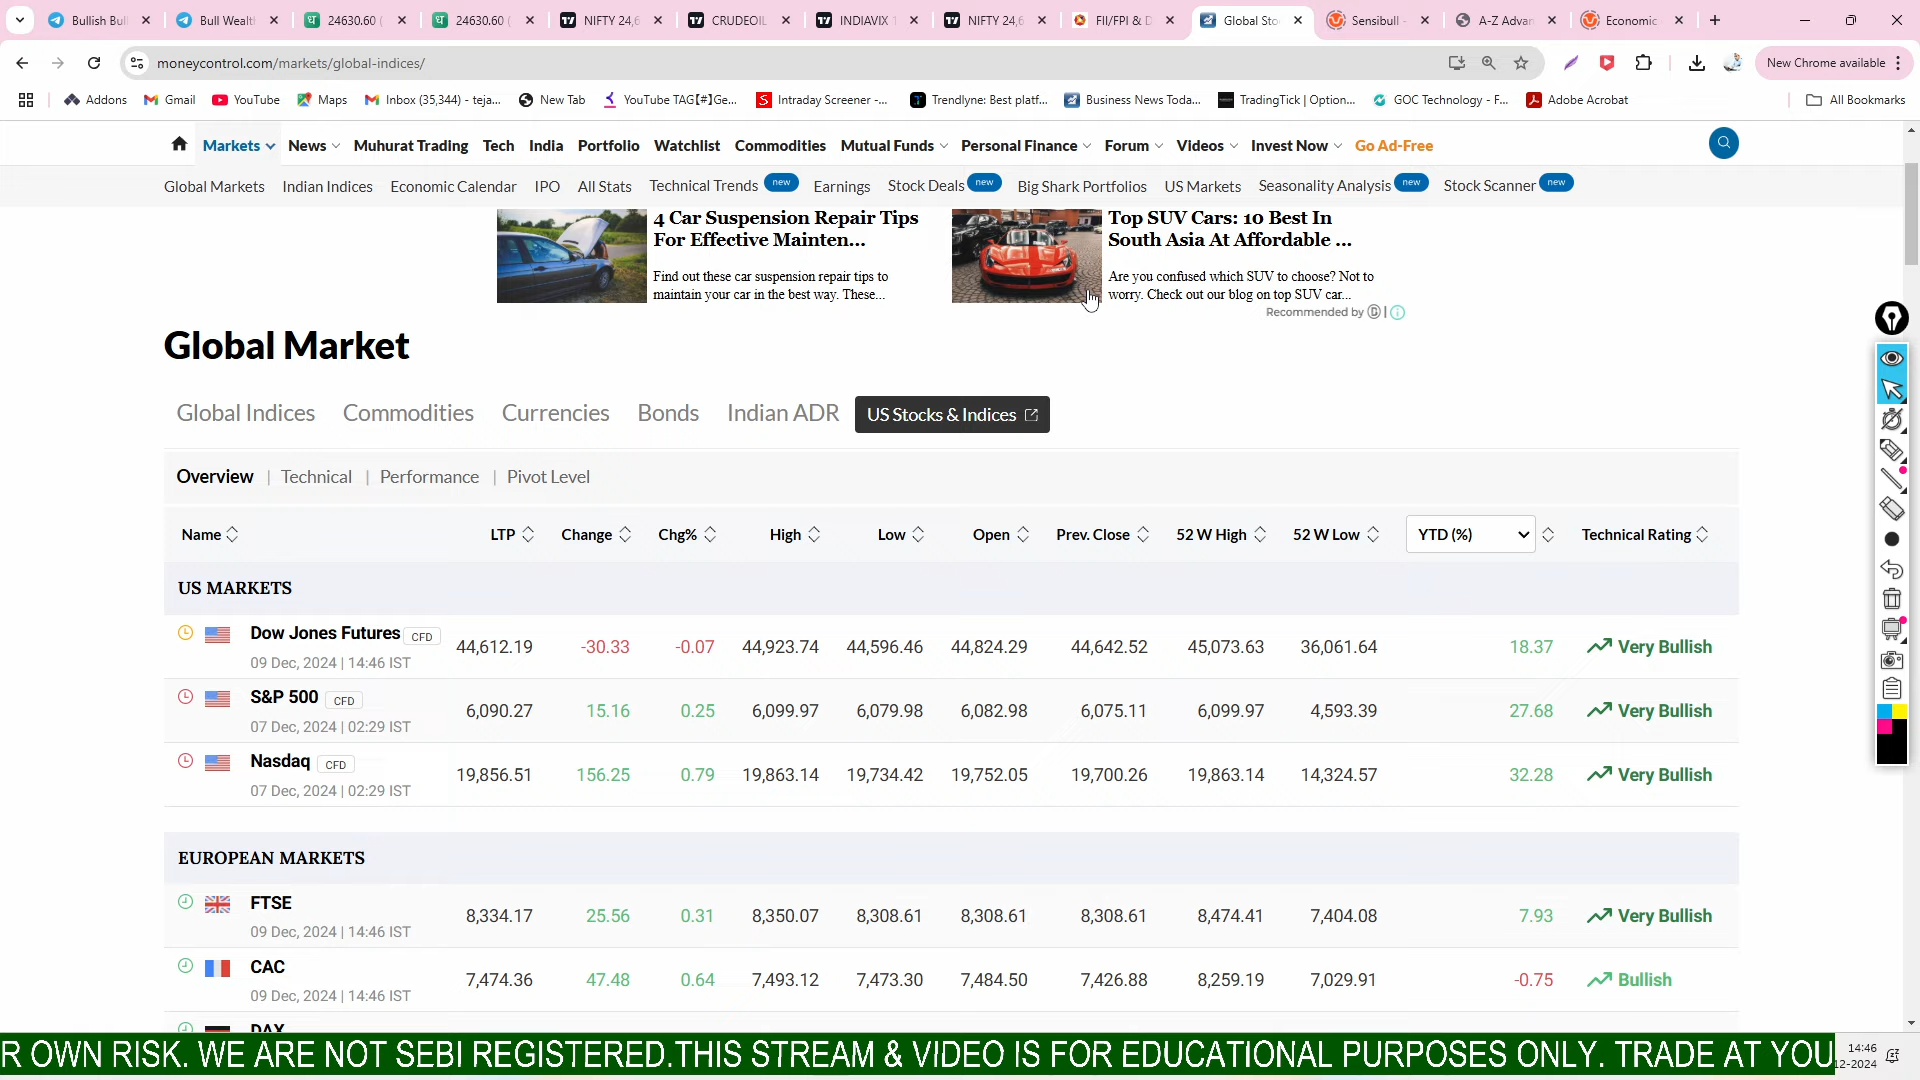 Bullish Bul
Bull Wealt
24630.60 (
24630.60 (
NIFTY 24,6
CRUDEOIL
INDIAVIX 1
NIFTY 24,6
FII/FPI & D
Global Sto
Sensibull -
A-Z Advan
Economic
moneycontrol.com/markets/global-indices/
New Chrome available
Addons
Gmail
YouTube
Maps
Inbox (35,344) - teja...
New Tab
YouTube TAG【#】Ge...
Intraday Screener -...
Trendlyne: Best platf...
Business News Toda...
TradingTick | Option...
GOC Technology - F...
Adobe Acrobat
All Bookmarks
Markets News Muhurat Trading Tech India Portfolio Watchlist Commodities Mutual Funds Personal Finance Forum Videos Invest Now Go Ad-Free
Global Markets Indian Indices Economic Calendar IPO All Stats Technical Trends new Earnings Stock Deals new Big Shark Portfolios US Markets Seasonality Analysis new Stock Scanner new
4 Car Suspension Repair Tips
For Effective Mainten...
Find out these car suspension repair tips to
maintain your car in the best way. These...
Top SUV Cars: 10 Best In
South Asia At Affordable ...
Are you confused which SUV to choose? Not to
worry. Check out our blog on top SUV car...
Recommended by
Global Market
Global Indices Commodities Currencies Bonds Indian ADR US Stocks & Indices
Overview | Technical | Performance | Pivot Level
Name LTP Change Chg% High Low Open Prev. Close 52 W High 52 W Low YTD (%) Technical Rating
US MARKETS
Dow Jones Futures CFD 44,612.19 -30.33 -0.07 44,923.74 44,596.46 44,824.29 44,642.52 45,073.63 36,061.64 18.37 Very Bullish
09 Dec, 2024 | 14:46 IST
S&P 500 CFD 6,090.27 15.16 0.25 6,099.97 6,079.98 6,082.98 6,075.11 6,099.97 4,593.39 27.68 Very Bullish
07 Dec, 2024 | 02:29 IST
Nasdaq CFD 19,856.51 156.25 0.79 19,863.14 19,734.42 19,752.05 19,700.26 19,863.14 14,324.57 32.28 Very Bullish
07 Dec, 2024 | 02:29 IST
EUROPEAN MARKETS
FTSE 8,334.17 25.56 0.31 8,350.07 8,308.61 8,308.61 8,308.61 8,474.41 7,404.08 7.93 Very Bullish
09 Dec, 2024 | 14:46 IST
CAC 7,474.36 47.48 0.64 7,493.12 7,473.30 7,484.50 7,426.88 8,259.19 7,029.91 -0.75 Bullish
09 Dec, 2024 | 14:46 IST
DAX
R OWN RISK. WE ARE NOT SEBI REGISTERED.THIS STREAM & VIDEO IS FOR EDUCATIONAL PURPOSES ONLY. TRADE AT YOU
14:46
12-2024